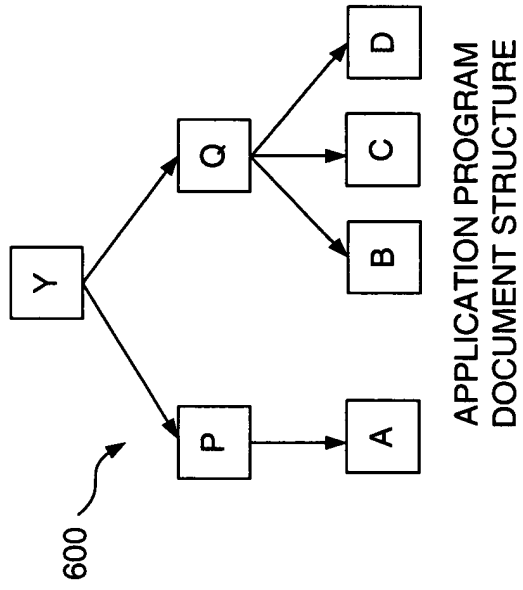 600
Y
P
Q
A
B
C
D
APPLICATION PROGRAM
DOCUMENT STRUCTURE